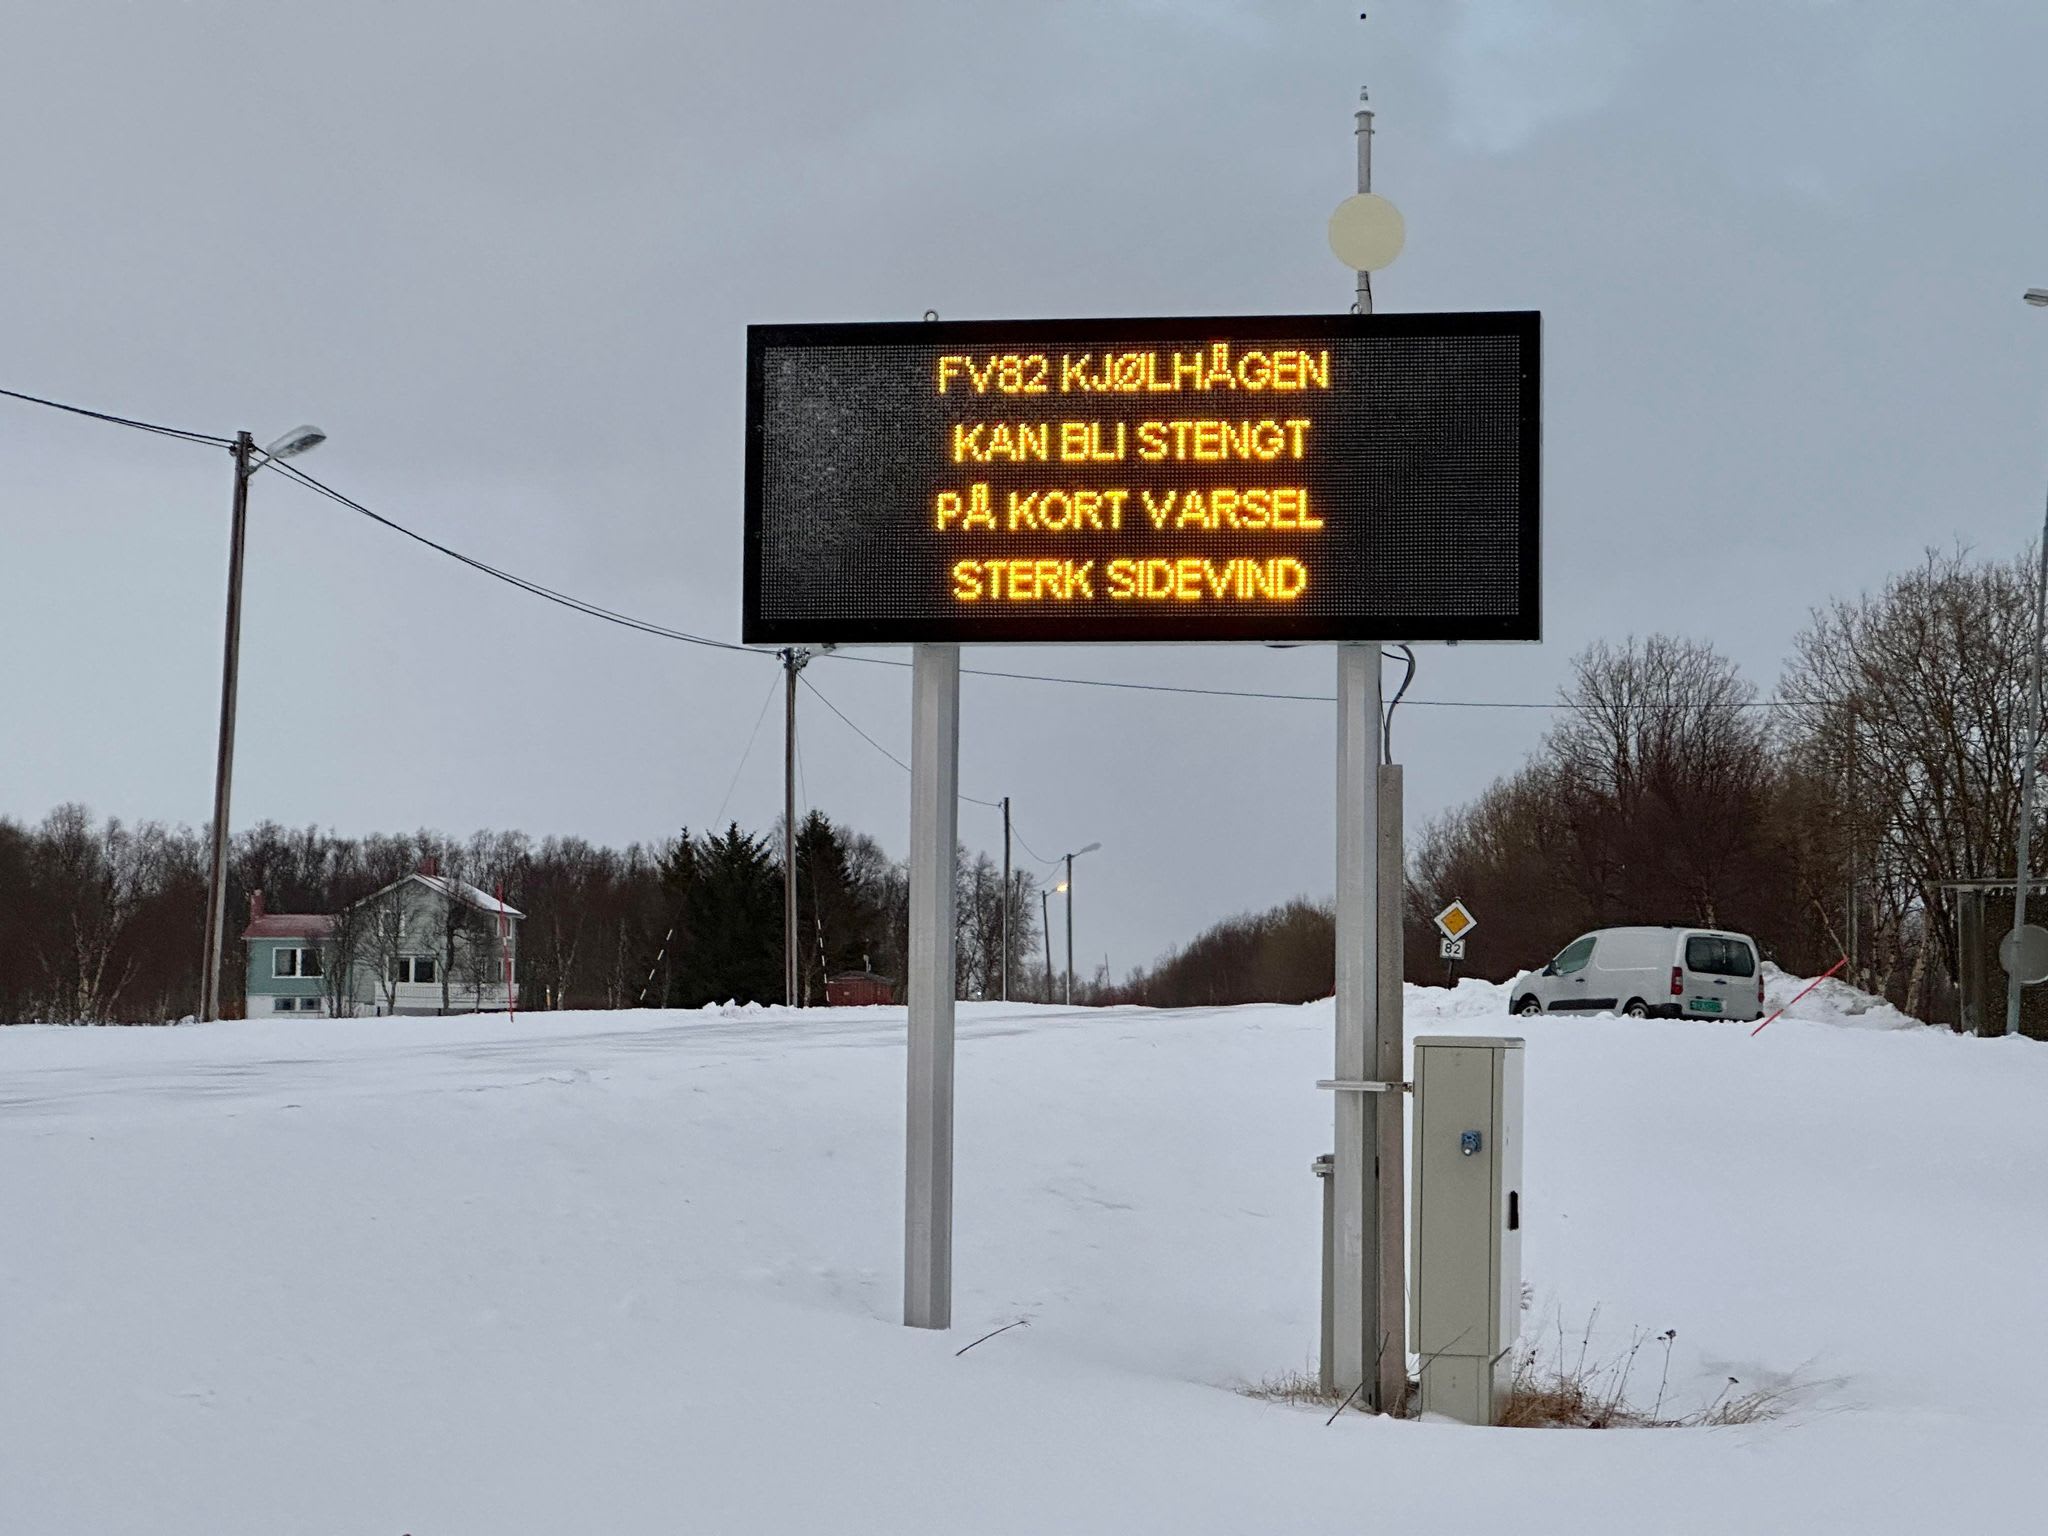 FV82 KJØLHÅGEN
KAN BLI STENGT
PÅ KORT VARSEL
STERK SIDEVIND
82